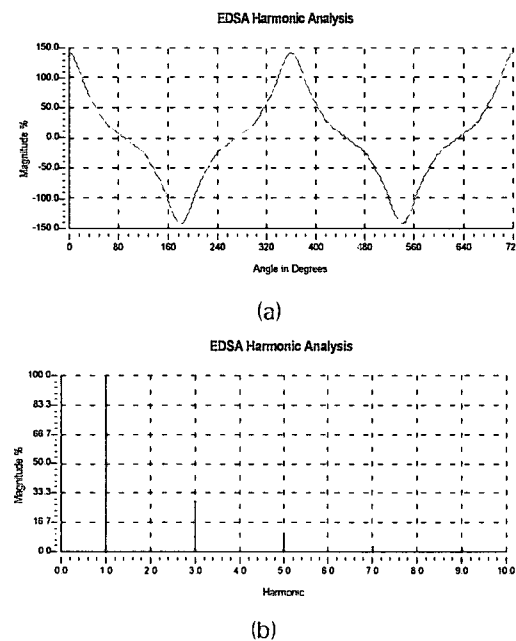 EDSA Harmonic Analysis
150.0
100.0
50.0
0.0
-50.0
-100.0
-150.0
Magnitude %
0 80 160 240 320 400 480 560 640 72
Angle in Degrees
(a)
EDSA Harmonic Analysis
100.0
83.3
66.7
50.0
33.3
16.7
0.0
Magnitude %
0.0 1.0 2.0 3.0 4.0 5.0 6.0 7.0 8.0 9.0 10.0
Harmonic
(b)